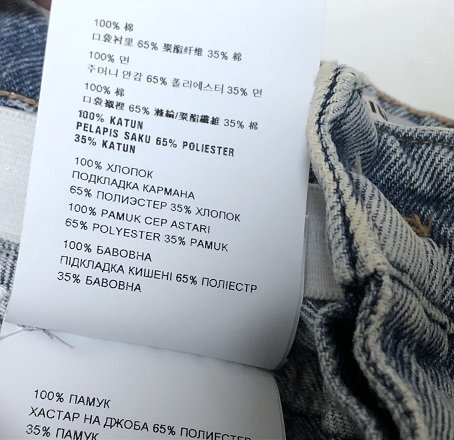 100% 棉
口袋衬里 65% 聚酯纤维 35% 棉
100% 면
주머니 안감 65% 폴리에스터 35% 면
100% 棉
口袋襯裡 65% 滌綸/聚酯纖維 35% 棉
100% KATUN
PELAPIS SAKU 65% POLIESTER
35% KATUN
100% ХЛОПОК
ПОДКЛАДКА КАРМАНА
65% ПОЛИЭСТЕР 35% ХЛОПОК
100% PAMUK CEP ASTARI
65% POLYESTER 35% PAMUK
100% БАВОВНА
ПІДКЛАДКА КИШЕНІ 65% ПОЛІЕСТР
35% БАВОВНА
100% ПАМУК
ХАСТАР НА ДЖОБА 65% ПОЛИЕСТЕР
35% ПАМУК